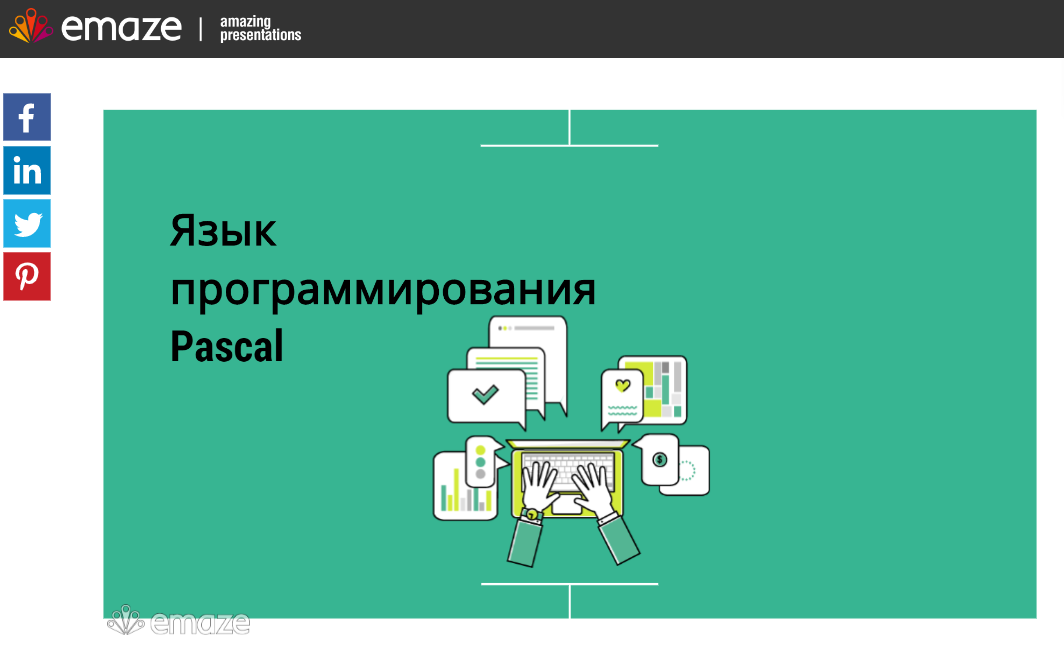 emaze | amazing
presentations
Язык
программирования
Pascal
emaze